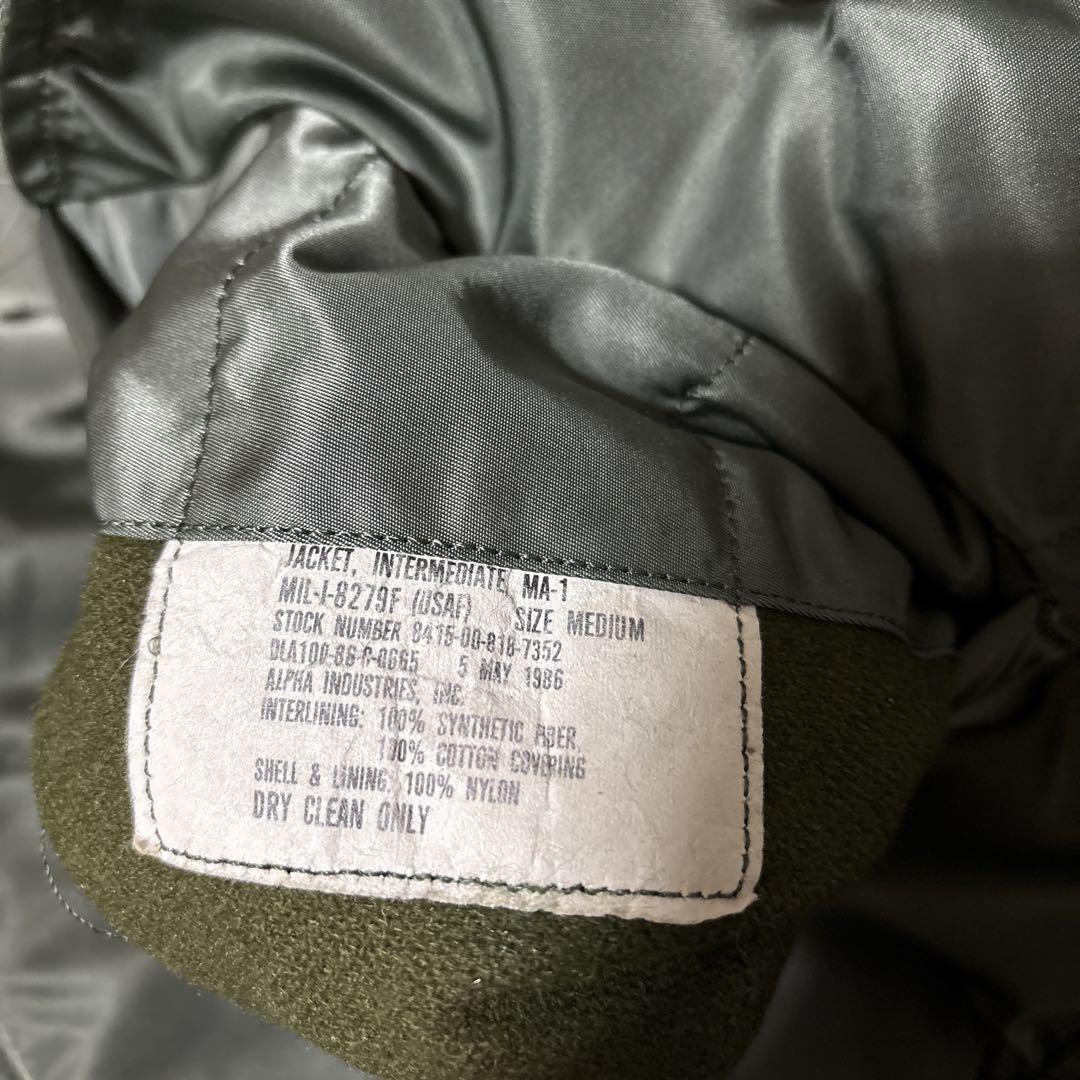 JACKET, INTERMEDIATE MA-1
MIL-J-8279F (USAF) SIZE MEDIUM
STOCK NUMBER 8415-00-818-7352
DLA100-86-C-0665 5 MAY 1986
ALPHA INDUSTRIES, INC.
INTERLINING: 100% SYNTHETIC FIBER,
100% COTTON COVERING
SHELL & LINING: 100% NYLON
DRY CLEAN ONLY